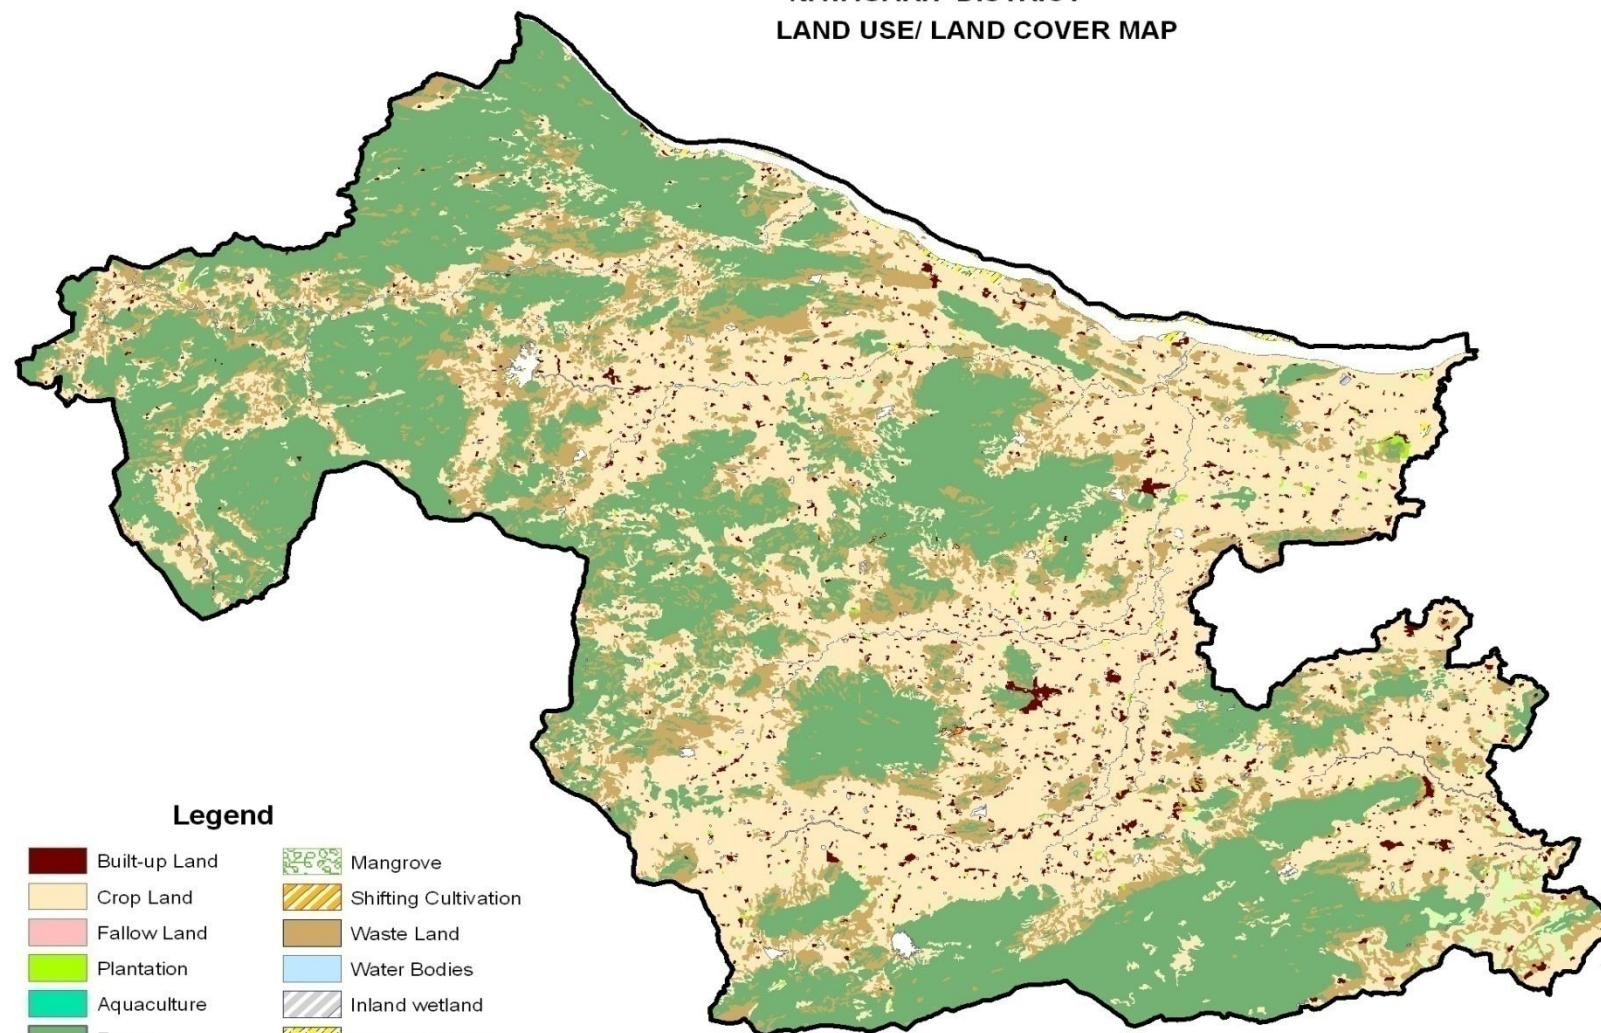 LAND USE/ LAND COVER MAP
Legend
Built-up Land
Mangrove
Crop Land
Shifting Cultivation
Fallow Land
Waste Land
Plantation
Water Bodies
Aquaculture
Inland wetland